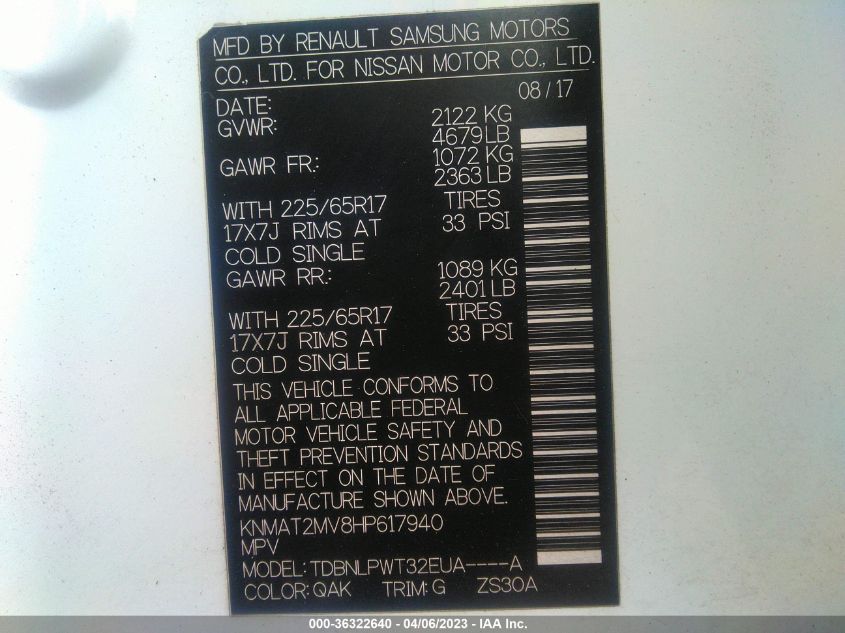 MFD BY RENAULT SAMSUNG MOTORS
CO., LTD. FOR NISSAN MOTOR CO., LTD.
DATE: 08/17
GVWR: 2122 KG
4679 LB
GAWR FR.: 1072 KG
2363 LB
WITH 225/65R17 TIRES
17X7J RIMS AT 33 PSI
COLD SINGLE
GAWR RR.: 1089 KG
2401 LB
WITH 225/65R17 TIRES
17X7J RIMS AT 33 PSI
COLD SINGLE
THIS VEHICLE CONFORMS TO
ALL APPLICABLE FEDERAL
MOTOR VEHICLE SAFETY AND
THEFT PREVENTION STANDARDS
IN EFFECT ON THE DATE OF
MANUFACTURE SHOWN ABOVE.
KNMAT2MV8HP617940
MPV
MODEL: TDBNLPWT32EUA----A
COLOR: QAK TRIM: G ZS30A
000-36322640 - 04/06/2023 - IAA Inc.